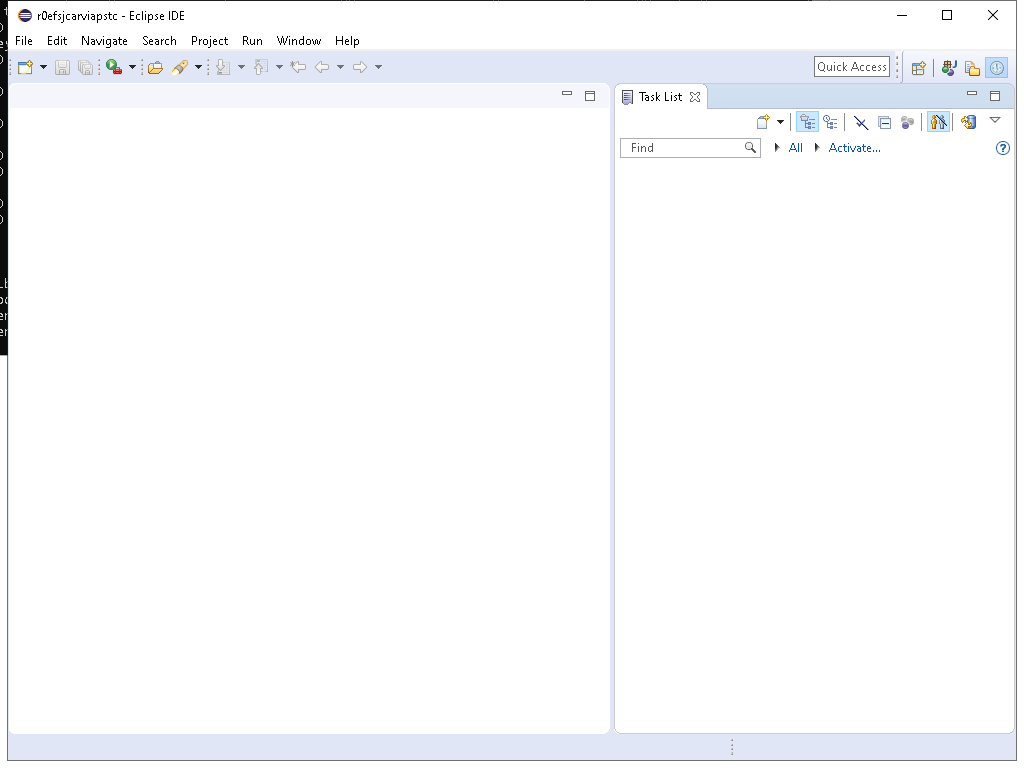 r0efsjcarviapstc - Eclipse IDE
File Edit Navigate Search Project Run Window Help
Quick Access
Task List
Find All Activate...